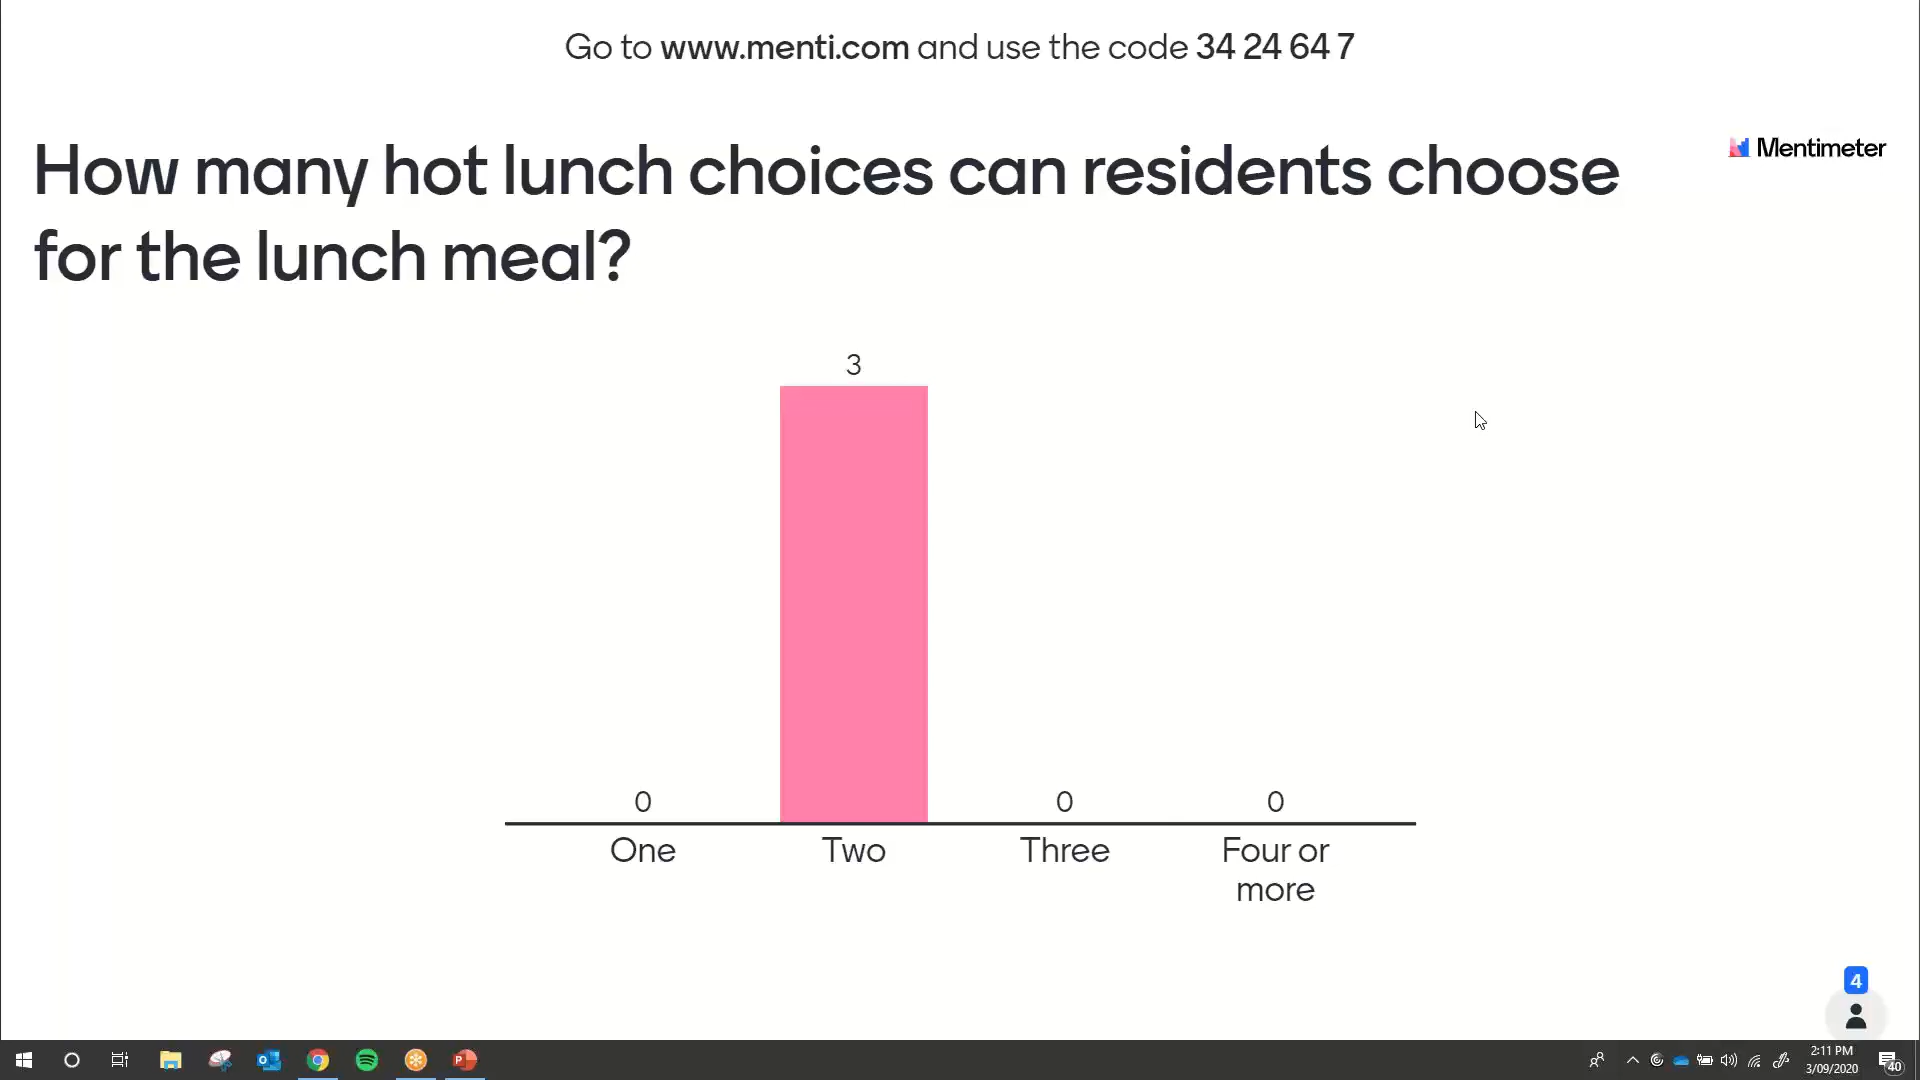 Go to www.menti.com and use the code 34 24 64 7
Mentimeter
How many hot lunch choices can residents choose
for the lunch meal?
3
0
0
0
One
Two
Three
Four or
more
4
2:11 PM
3/09/2020
40